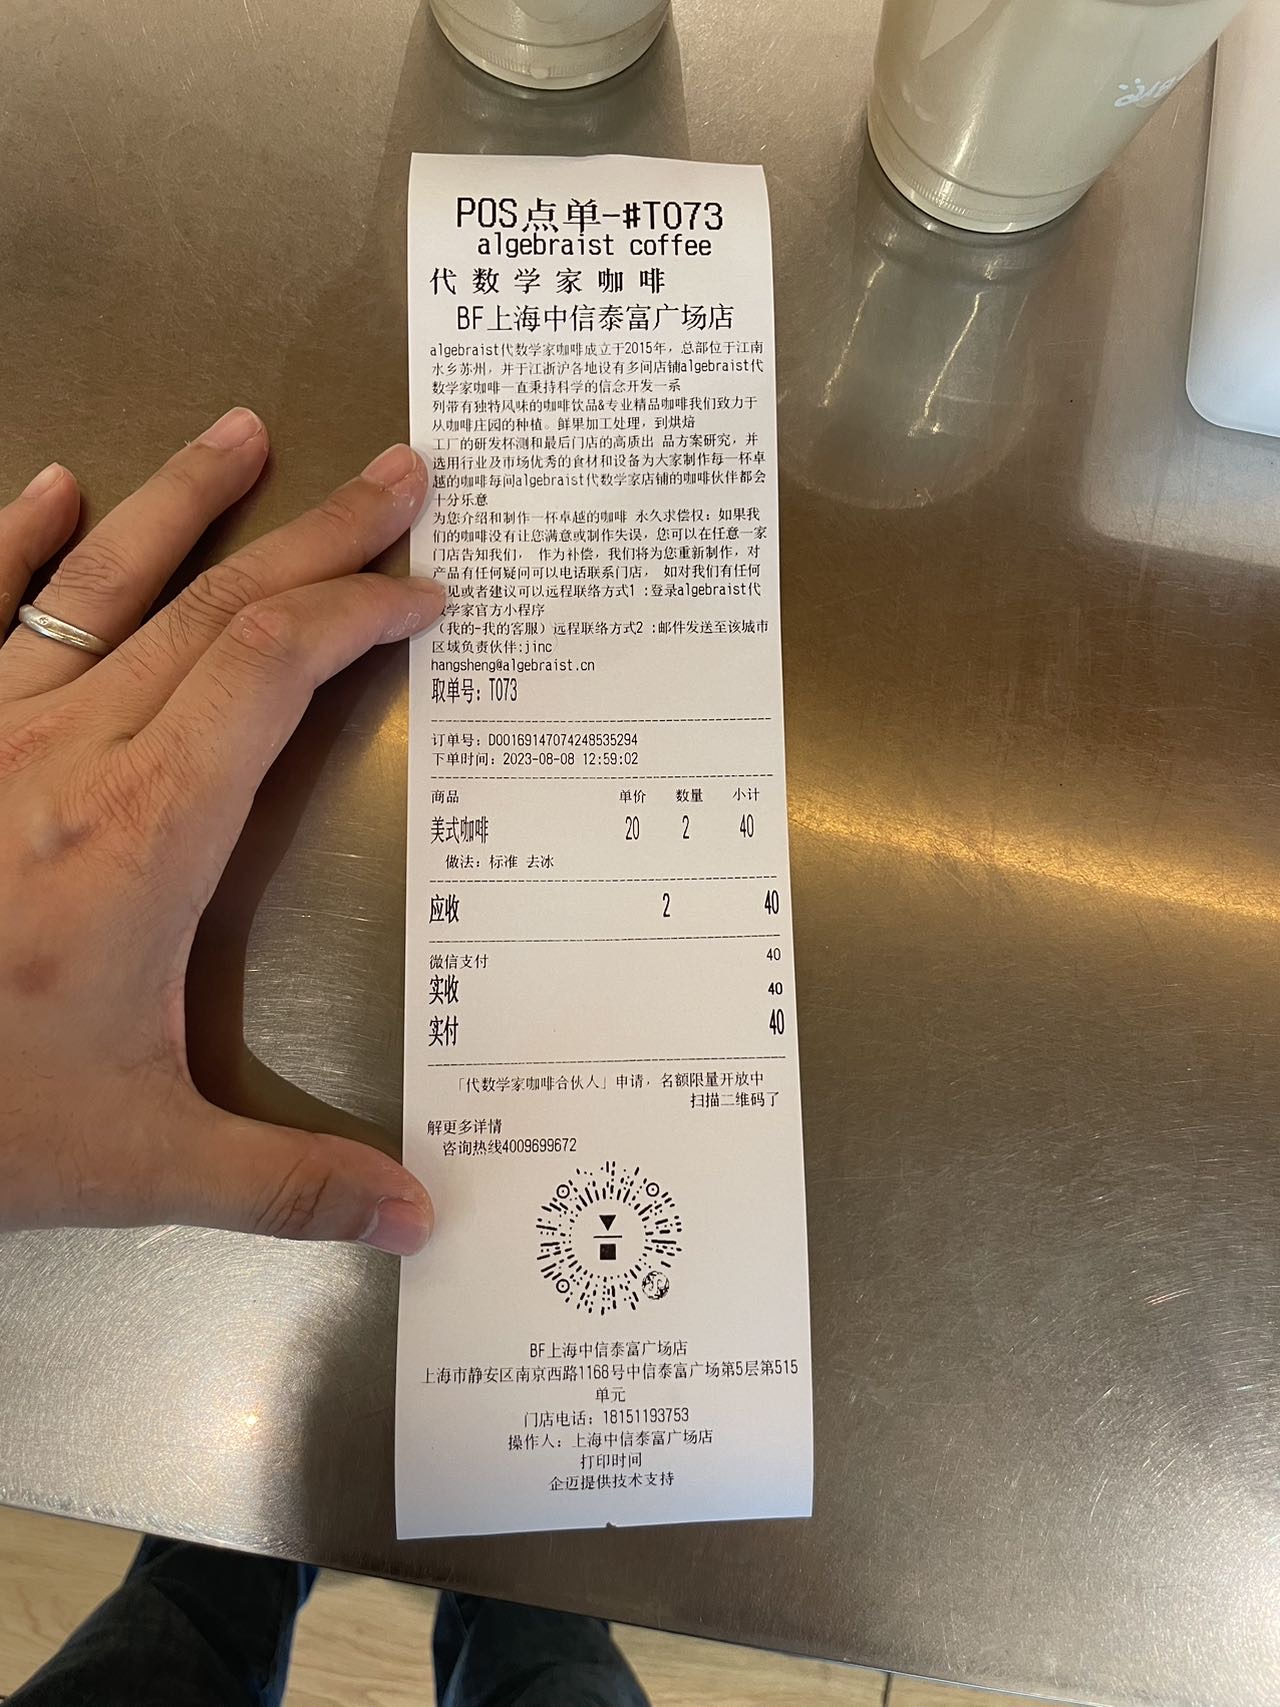 POS点单-#T073
algebraist coffee
代数学家咖啡
BF上海中信泰富广场店
algebraist代数学家咖啡成立于2015年，总部位于江南
水乡苏州，并于江浙沪各地设有多间店铺algebraist代
数学家咖啡一直秉持科学的信念开发一系
列带有独特风味的咖啡饮品&专业精品咖啡我们致力于
从咖啡庄园的种植。鲜果加工处理，到烘焙
工厂的研发杯测和最后门店的高质出 品方案研究，并
选用行业及市场优秀的食材和设备为大家制作每一杯卓
越的咖啡每间algebraist代数学家店铺的咖啡伙伴都会
十分乐意
为您介绍和制作一杯卓越的咖啡 永久求偿权：如果我
们的咖啡没有让您满意或制作失误，您可以在任意一家
门店告知我们， 作为补偿，我们将为您重新制作，对
产品有任何疑问可以电话联系门店， 如对我们有任何
见或者建议可以远程联络方式1 :登录algebraist代
数学家官方小程序
（我的-我的客服）远程联络方式2 :邮件发送至该城市
区域负责伙伴:jinc
hangsheng@algebraist.cn
取单号：T073
订单号：D00169147074248535294
下单时间：2023-08-08 12:59:02
商品 单价 数量 小计
美式咖啡 20 2 40
做法：标准 去冰
应收 2 40
微信支付 40
实收 40
实付 40
「代数学家咖啡合伙人」申请，名额限量开放中
扫描二维码了
解更多详情
咨询热线4009699672
BF上海中信泰富广场店
上海市静安区南京西路1168号中信泰富广场第5层第515
单元
门店电话：18151193753
操作人：上海中信泰富广场店
打印时间
企迈提供技术支持